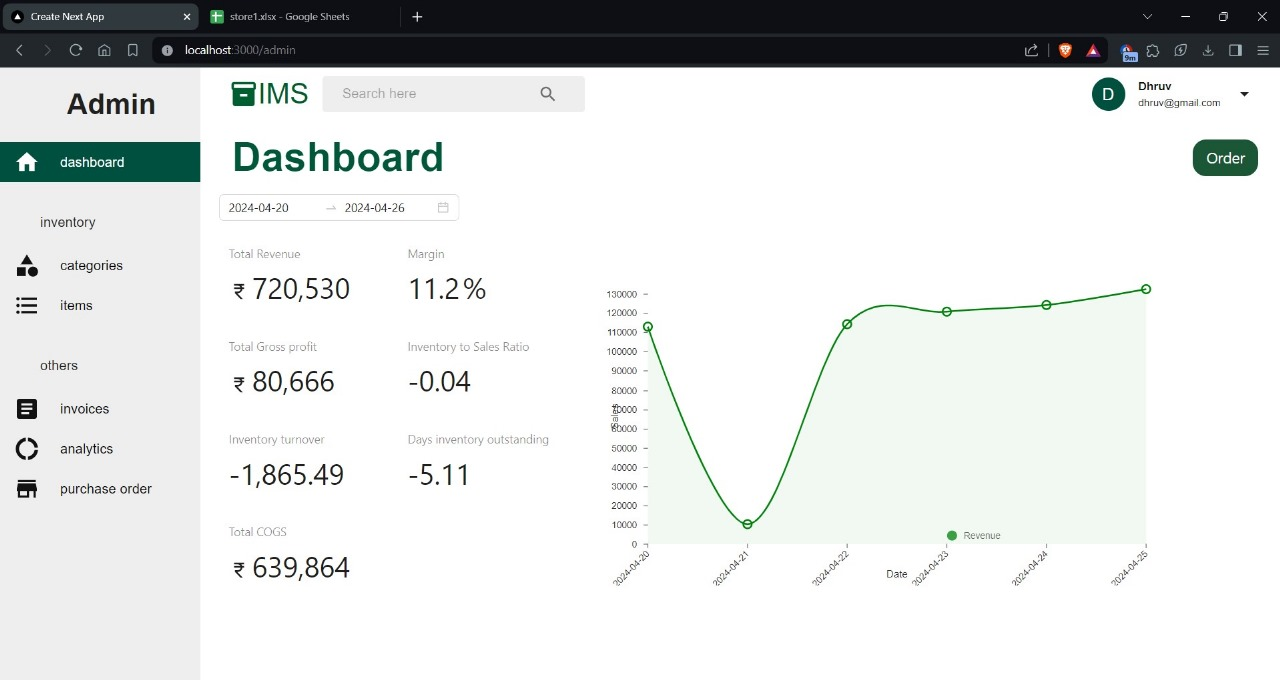 Create Next App
store1.xlsx - Google Sheets
localhost:3000/admin
9m
Admin
IMS
Search here
D
Dhruv
dhruv@gmail.com
dashboard
Dashboard
Order
2024-04-20
2024-04-26
inventory
categories
items
others
invoices
analytics
purchase order
Total Revenue
₹ 720,530
Margin
11.2%
Total Gross profit
₹ 80,666
Inventory to Sales Ratio
-0.04
Inventory turnover
-1,865.49
Days inventory outstanding
-5.11
Total COGS
₹ 639,864
130000
120000
110000
100000
90000
80000
70000
60000
50000
40000
30000
20000
10000
0
Sales
Revenue
2024-04-20
2024-04-21
2024-04-22
2024-04-23
2024-04-24
2024-04-25
Date